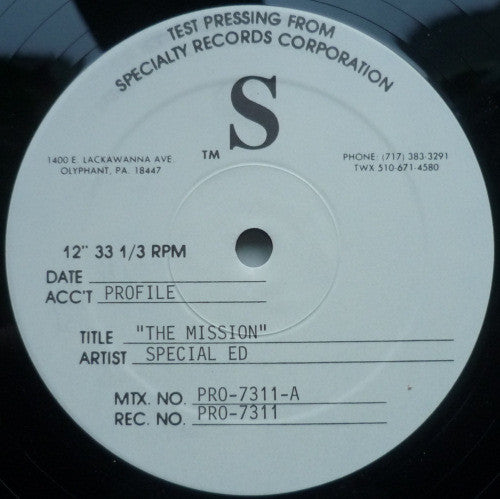 TEST PRESSING FROM
SPECIALTY RECORDS CORPORATION
S
TM
1400 E. LACKAWANNA AVE.
OLYPHANT, PA. 18447
PHONE: (717) 383-3291
TWX 510-671-4580
12" 33 1/3 RPM
DATE
ACC'T PROFILE
TITLE "THE MISSION"
ARTIST SPECIAL ED
MTX. NO. PRO-7311-A
REC. NO. PRO-7311